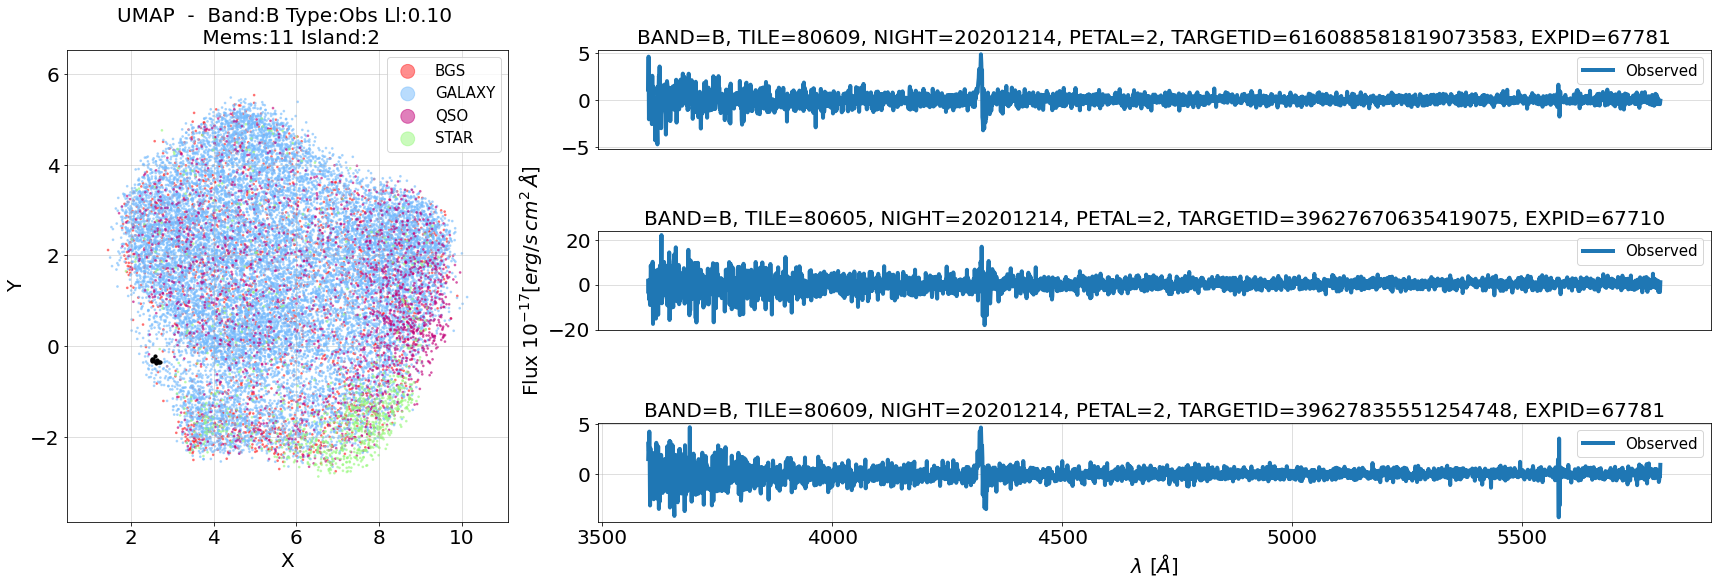 UMAP - Band:B Type:Obs Ll:0.10
Mems:11 Island:2
BGS
GALAXY
QSO
STAR
6
4
2
0
−2
Y
2
4
6
8
10
X
Flux 10⁻¹⁷[erg/s cm² Å]
BAND=B, TILE=80609, NIGHT=20201214, PETAL=2, TARGETID=616088581819073583, EXPID=67781
Observed
5
0
−5
BAND=B, TILE=80605, NIGHT=20201214, PETAL=2, TARGETID=39627670635419075, EXPID=67710
Observed
20
0
−20
BAND=B, TILE=80609, NIGHT=20201214, PETAL=2, TARGETID=39627835551254748, EXPID=67781
Observed
5
0
3500
4000
4500
5000
5500
λ [Å]